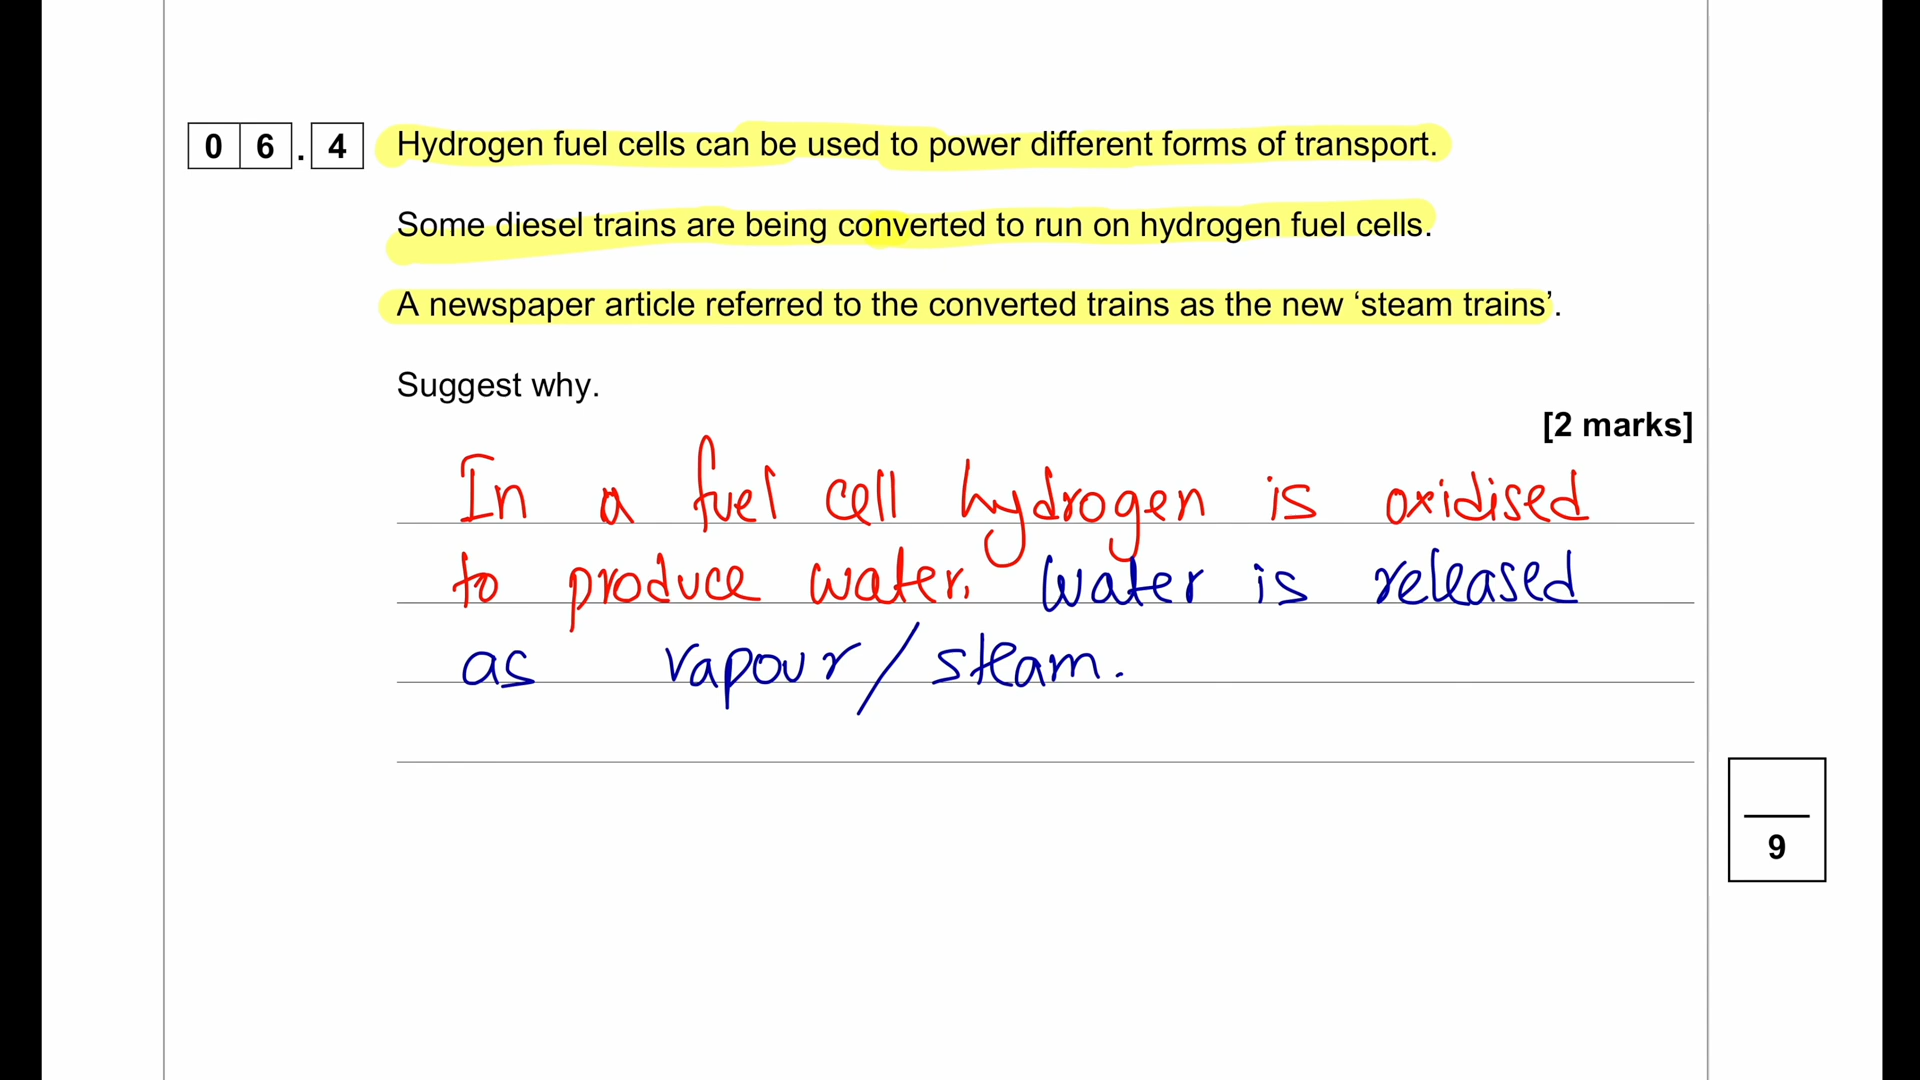 0 6 . 4 Hydrogen fuel cells can be used to power different forms of transport.
Some diesel trains are being converted to run on hydrogen fuel cells.
A newspaper article referred to the converted trains as the new ‘steam trains’.
Suggest why.
[2 marks]
In a fuel cell hydrogen is oxidised
to produce water. Water is released
as vapour/steam.
9